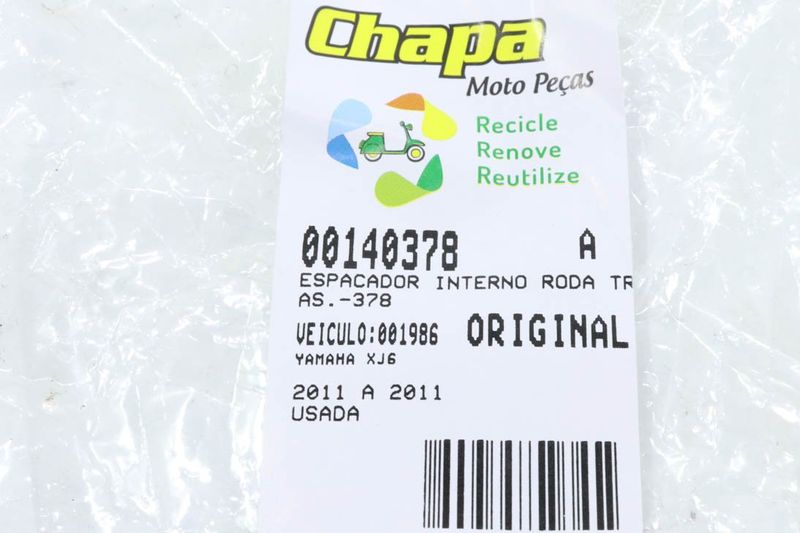 Chapa
Moto Peças
Recicle
Renove
Reutilize
00140378 A
ESPACADOR INTERNO RODA TR
AS.-378
VEICULO:001986 ORIGINAL
YAMAHA XJ6
2011 A 2011
USADA